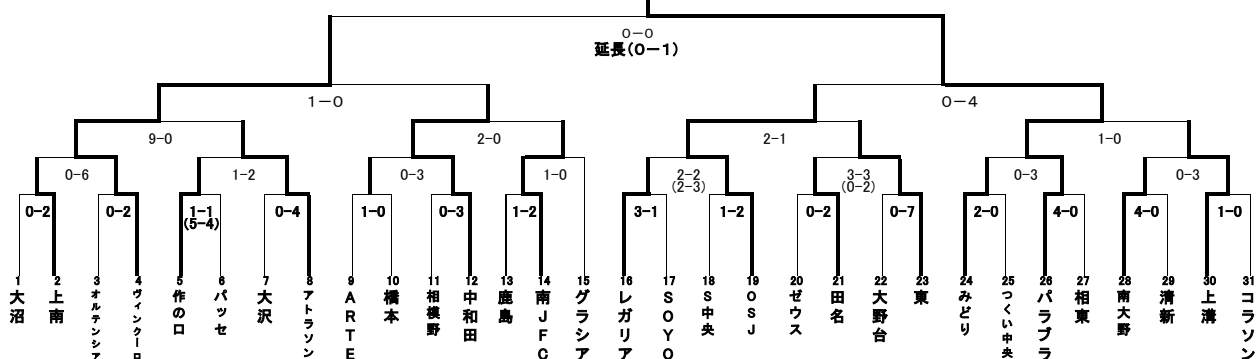 0-0
延長(0-1)
1-0
0-4
9-0
2-0
2-1
1-0
0-6
1-2
0-3
1-0
2-2
(2-3)
3-3
(0-2)
0-3
0-3
0-2
0-2
1-1
(5-4)
0-4
1-0
0-3
1-2
3-1
1-2
0-2
0-7
2-0
4-0
4-0
1-0
1 大沼
2 上南
3 オルテンシア
4 ヴィンクーロ
5 作の口
6 パッセ
7 大沢
8 アトラソン
9 ARTE
10 橋本
11 相模野
12 中和田
13 鹿島
14 南JFC
15 グラシア
16 レガリア
17 SOYO
18 S中央
19 OSJ
20 ゼウス
21 田名
22 大野台
23 東
24 みどり
25 つくい中央
26 パラブラ
27 相東
28 南大野
29 清新
30 上溝
31 コラソン